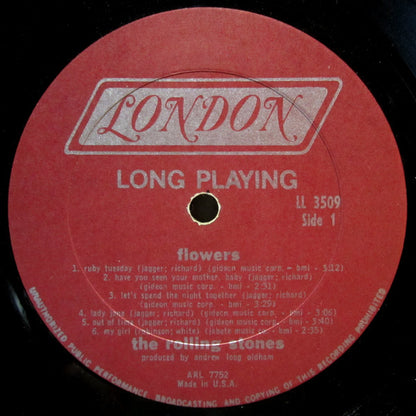 LONDON
LONG PLAYING
LL 3509
Side 1
flowers
1. ruby tuesday (jagger; richard) (gideon music corp. - bmi - 3:12)
2. have you seen your mother, baby (jagger; richard)
(gideon music corp. - bmi - 2:31)
3. let's spend the night together (jagger; richard)
(gideon music corp. - bmi - 3:29)
4. lady jane (jagger; richard) (gideon music corp. - bmi - 3:06)
5. out of time (jagger; richard) (gideon music corp. - bmi - 3:40)
6. my girl (robinson; white) (jabete music co. - bmi - 2:35)
the rolling stones
produced by andrew loog oldham
ARL 7752
Made in U.S.A.
UNAUTHORIZED PUBLIC PERFORMANCE, BROADCASTING AND COPYING OF THIS RECORDING PROHIBITED